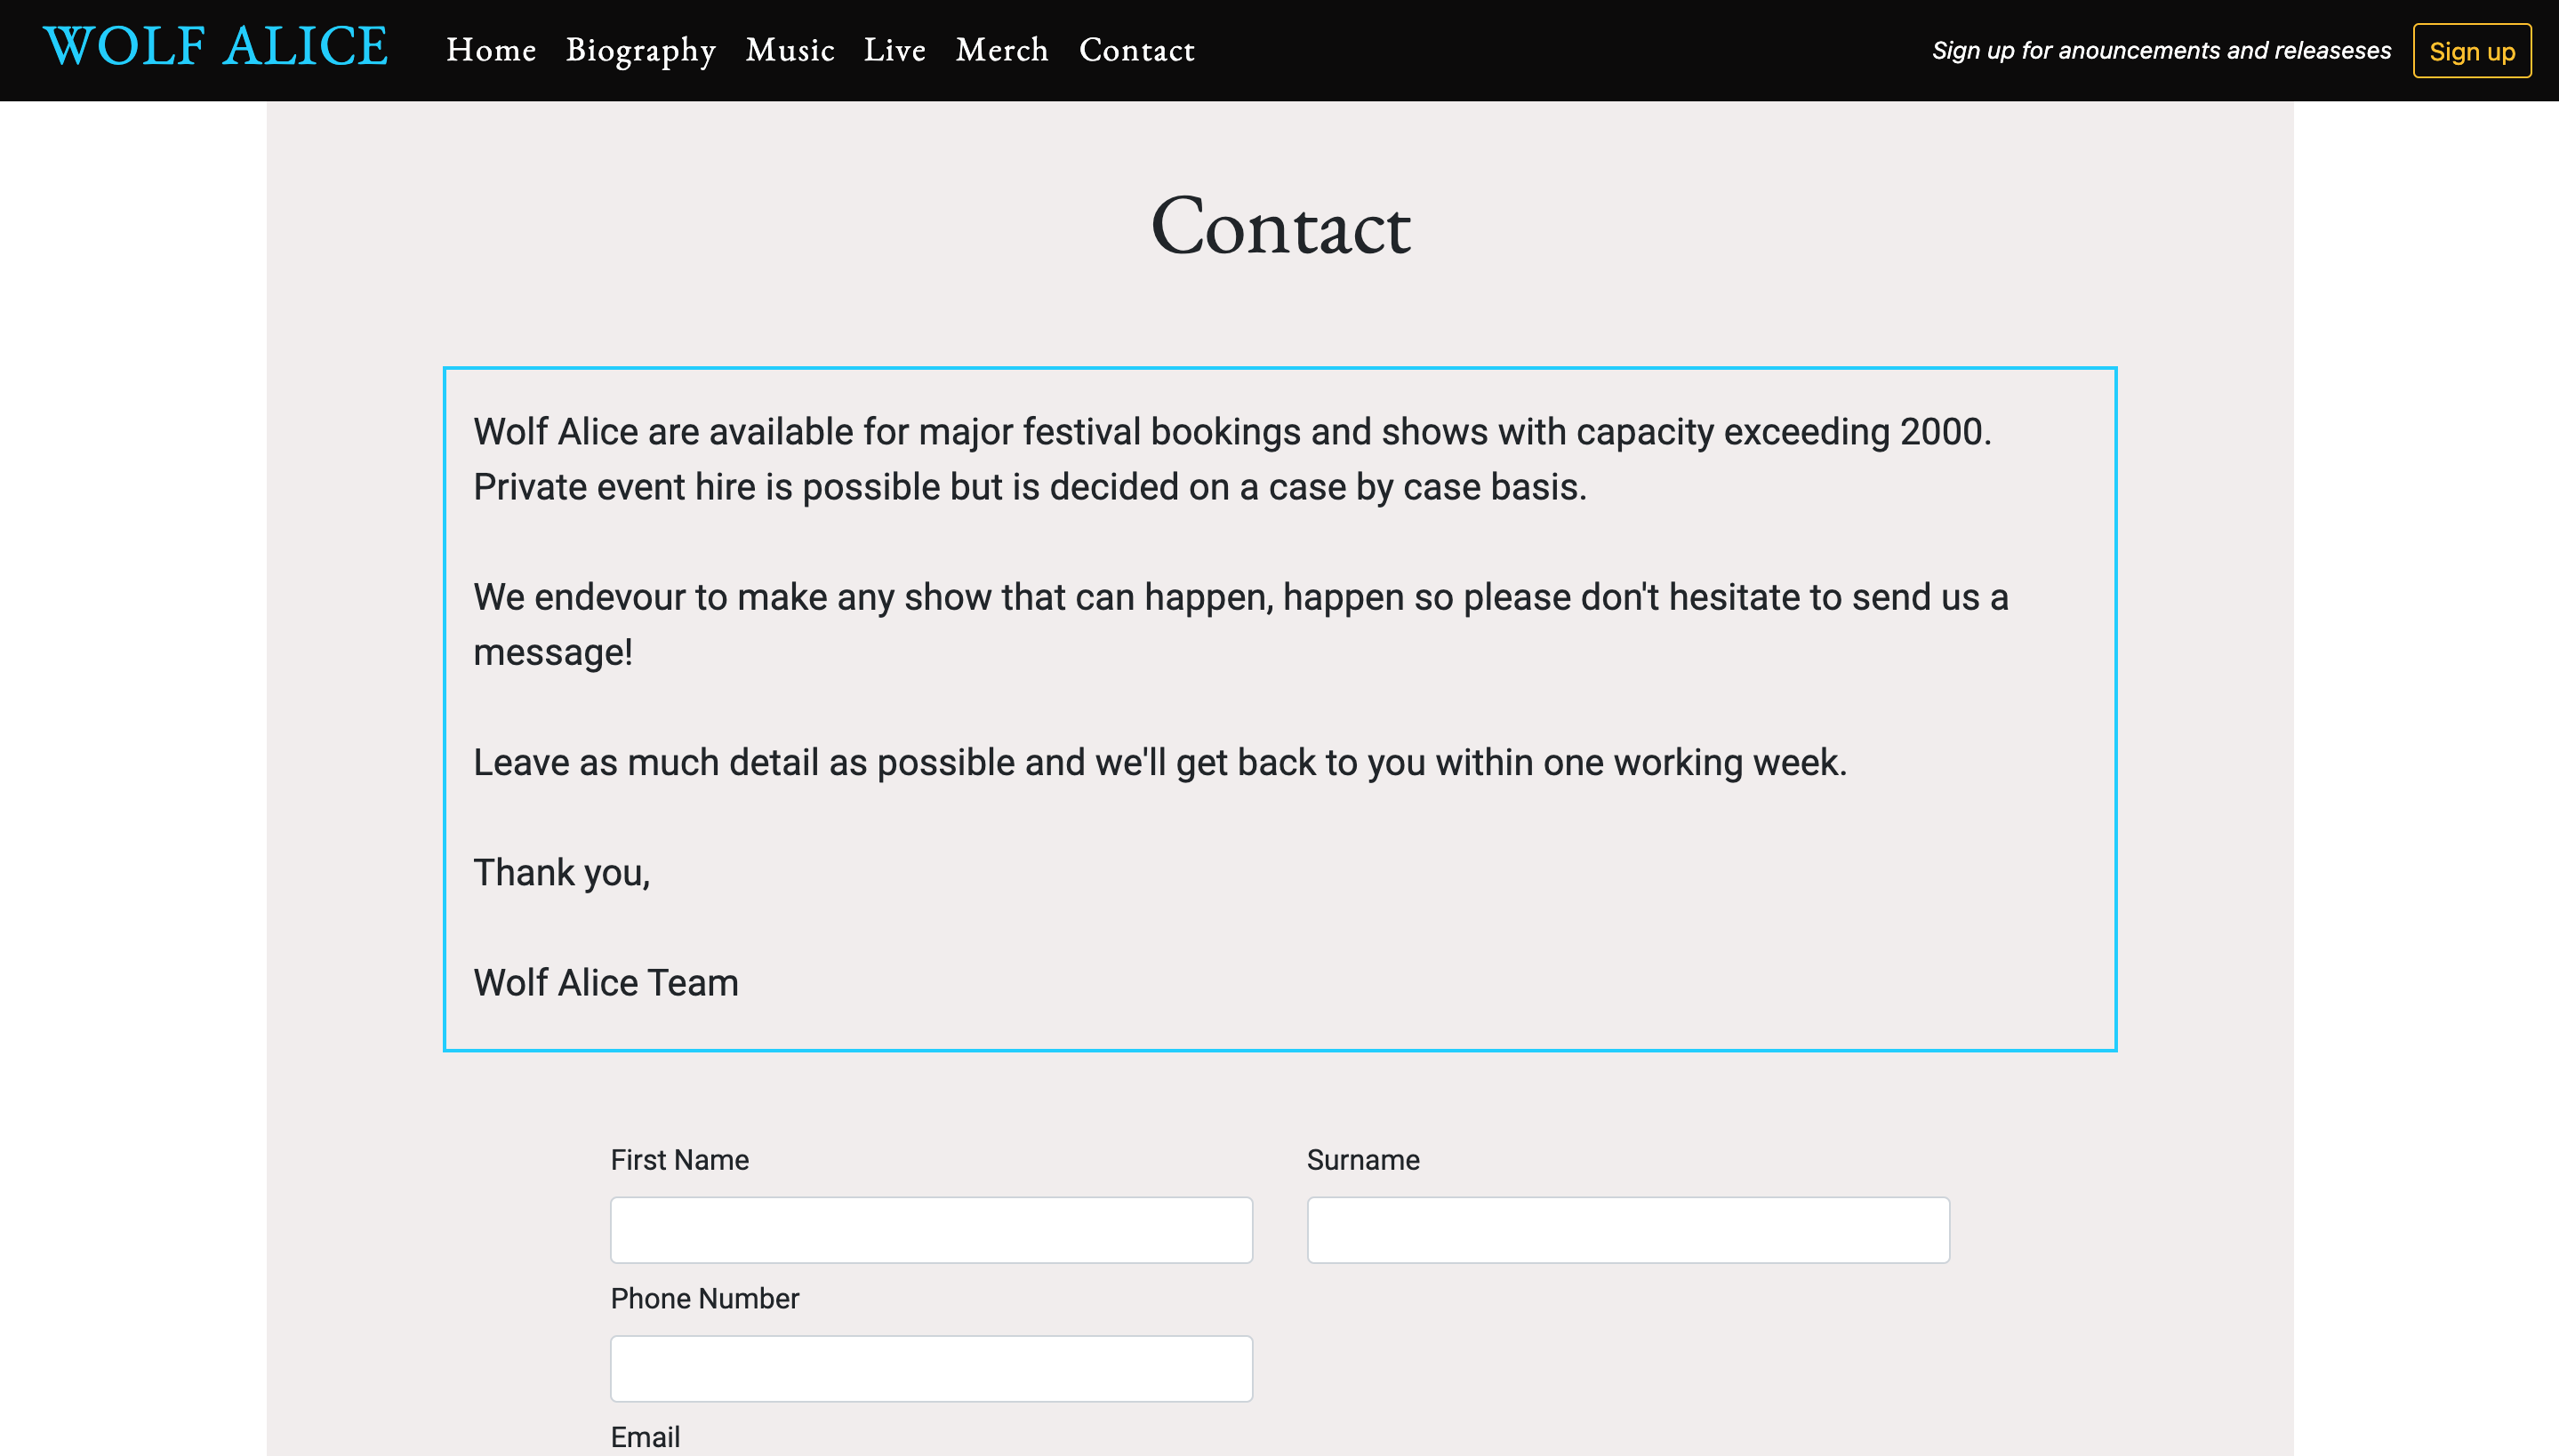 WOLF ALICE Home Biography Music Live Merch Contact Sign up for anouncements and releaseses Sign up
Contact
Wolf Alice are available for major festival bookings and shows with capacity exceeding 2000.
Private event hire is possible but is decided on a case by case basis.
We endevour to make any show that can happen, happen so please don't hesitate to send us a
message!
Leave as much detail as possible and we'll get back to you within one working week.
Thank you,
Wolf Alice Team
First Name Surname
Phone Number
Email